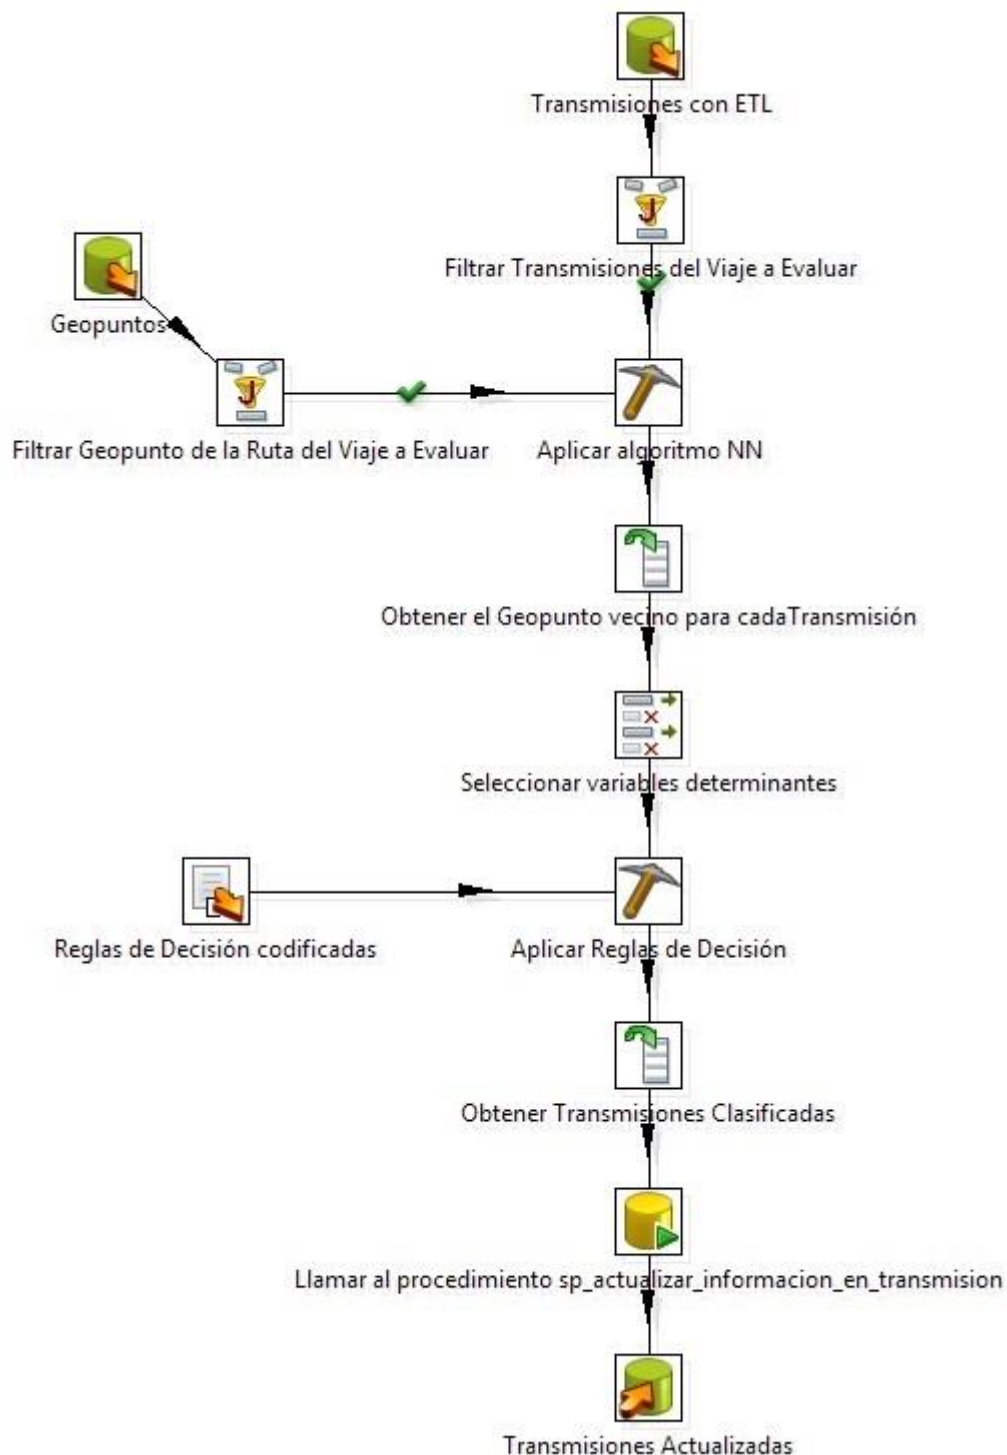 Transmisiones con ETL
Filtrar Transmisiones del Viaje a Evaluar
Geopuntos
Filtrar Geopunto de la Ruta del Viaje a Evaluar
Aplicar algoritmo NN
Obtener el Geopunto vecino para cadaTransmisión
Seleccionar variables determinantes
Reglas de Decisión codificadas
Aplicar Reglas de Decisión
Obtener Transmisiones Clasificadas
Llamar al procedimiento sp_actualizar_informacion_en_transmision
Transmisiones Actualizadas